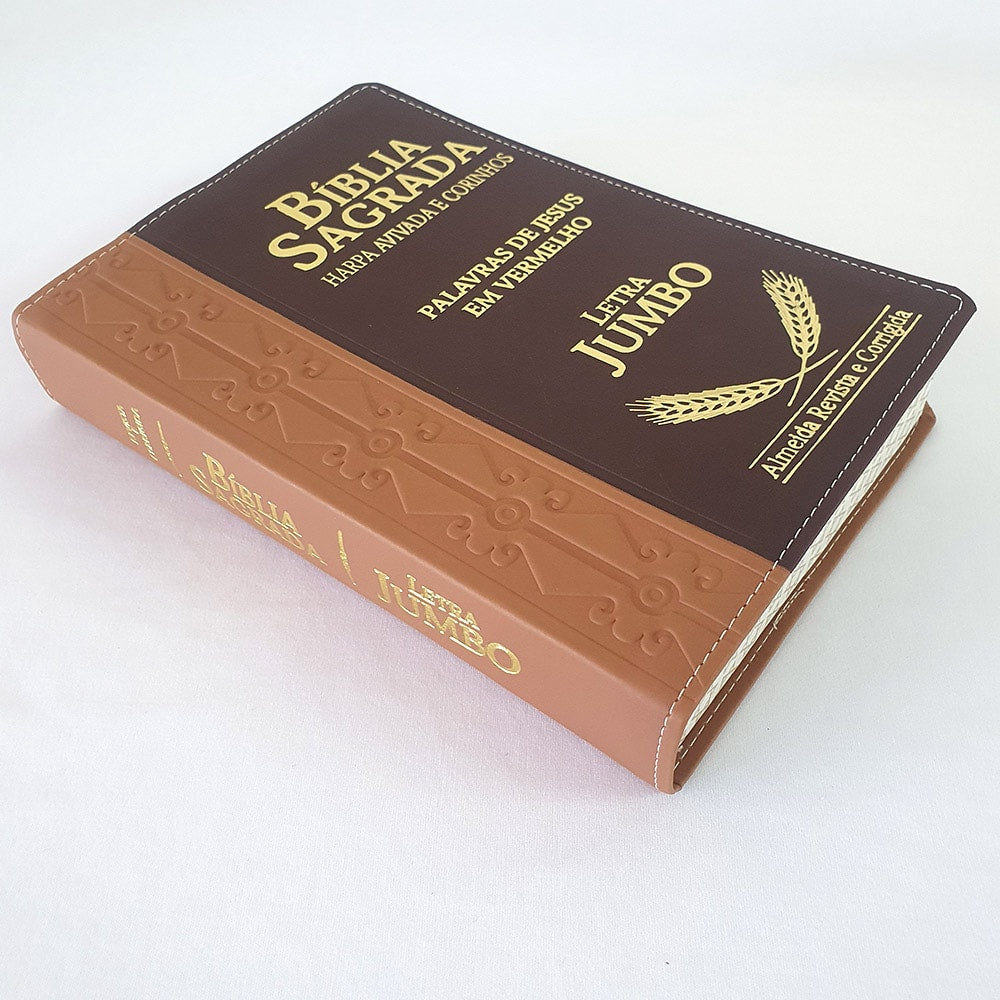 BÍBLIA
SAGRADA
HARPA AVIVADA E CORINHOS
PALAVRAS DE JESUS
EM VERMELHO
LETRA
JUMBO
Almeida Revista e Corrigida
BÍBLIA
SAGRADA
LETRA
JUMBO